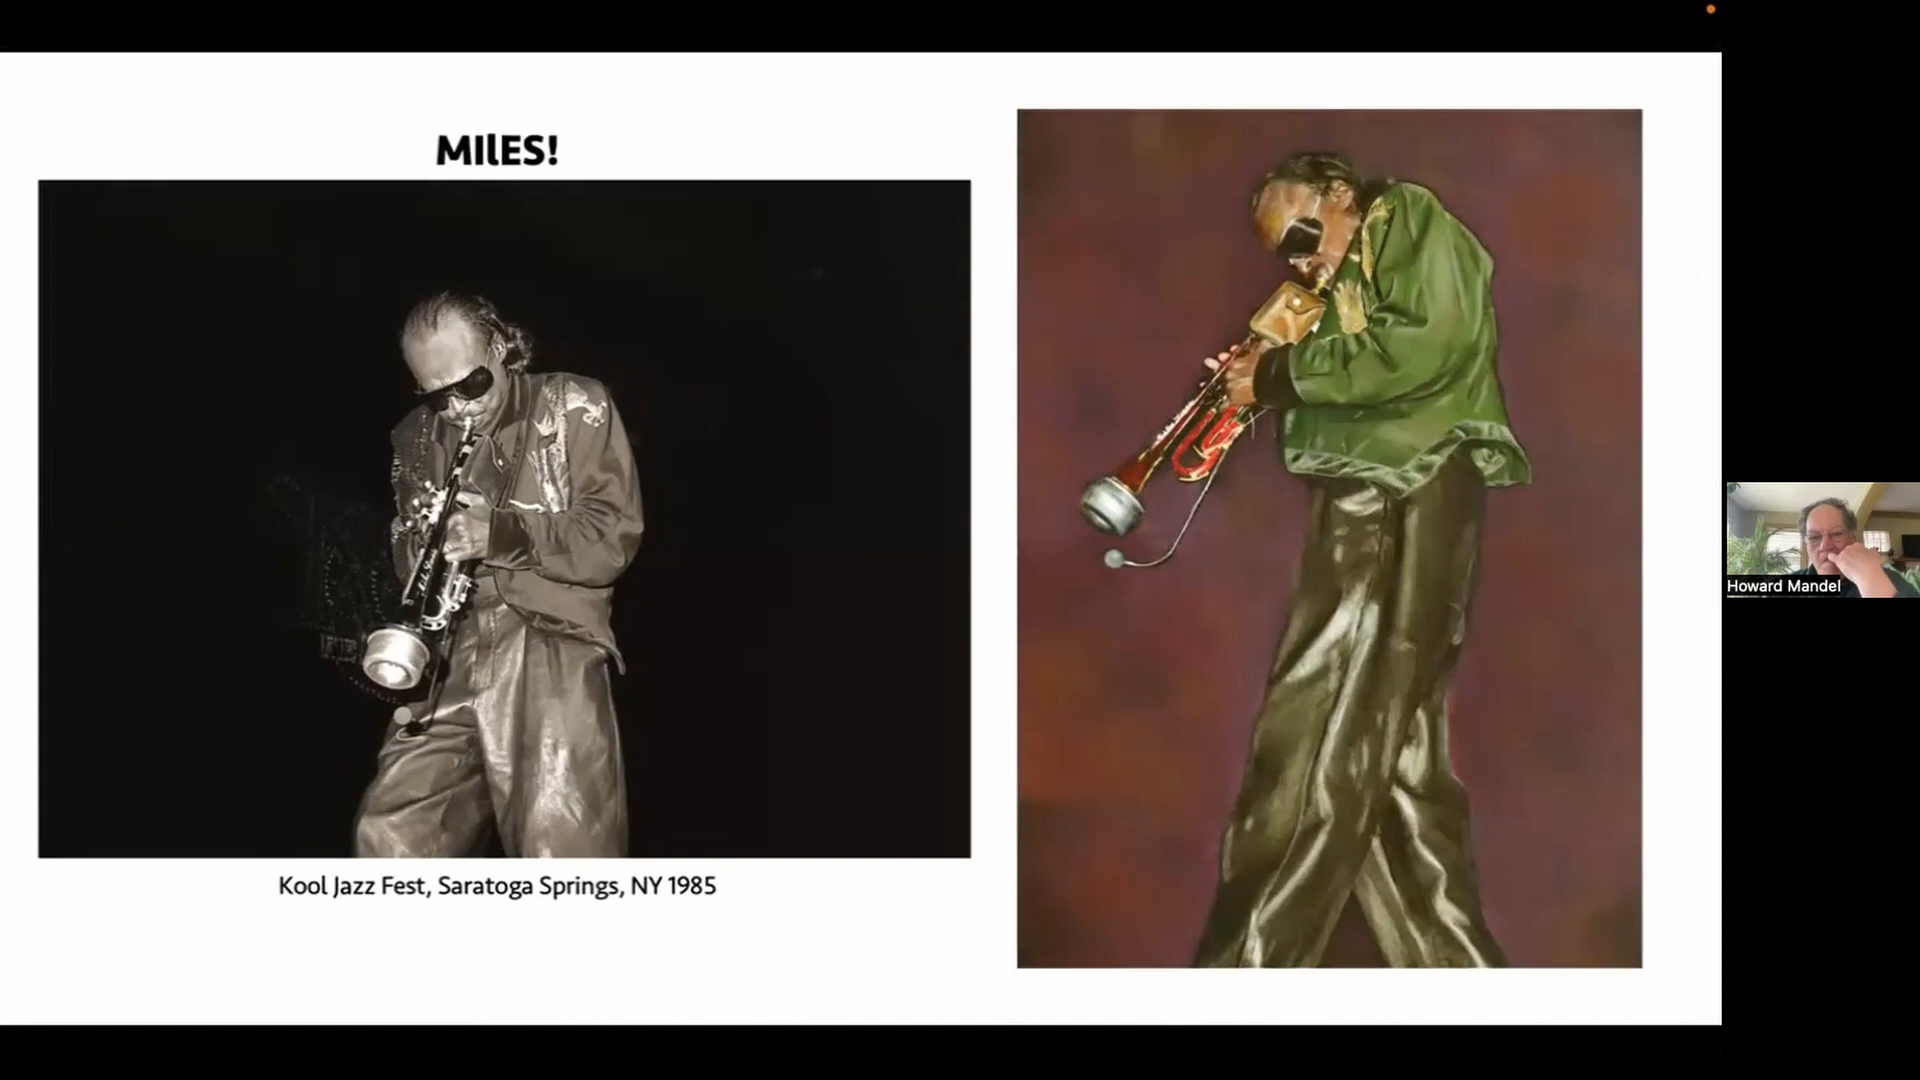 MIlES!
Kool Jazz Fest, Saratoga Springs, NY 1985
Howard Mandel